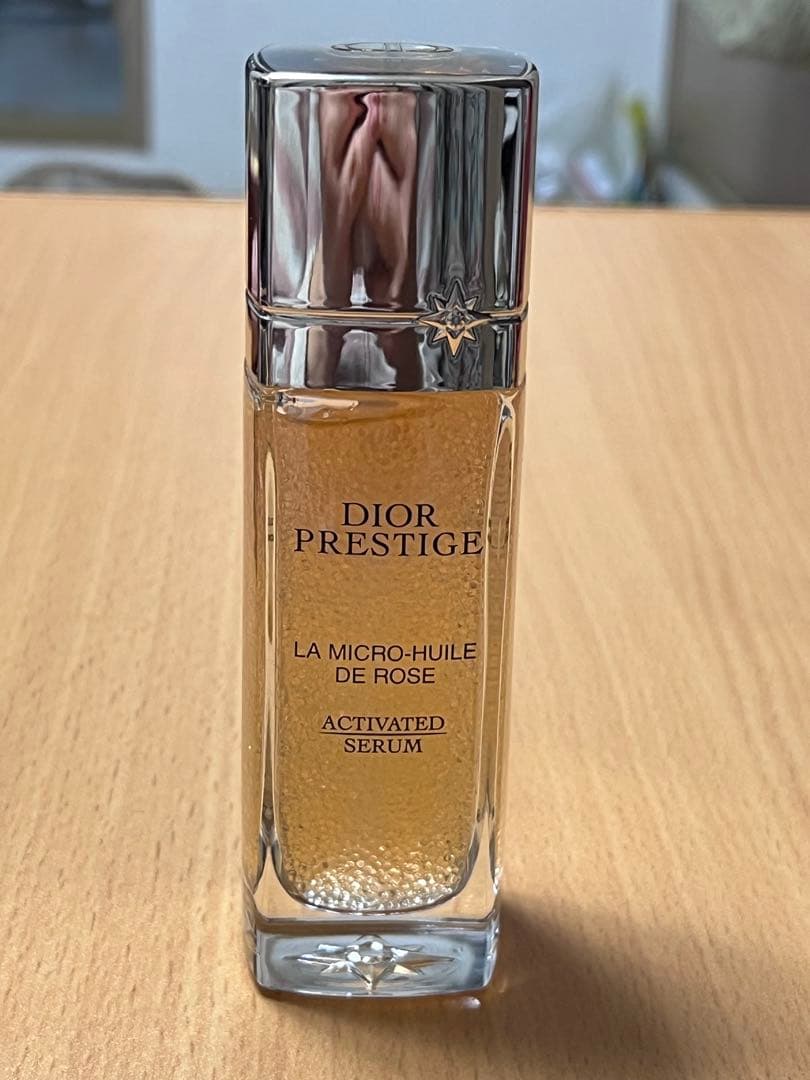 DIOR
PRESTIGE
LA MICRO-HUILE
DE ROSE
ACTIVATED
SERUM